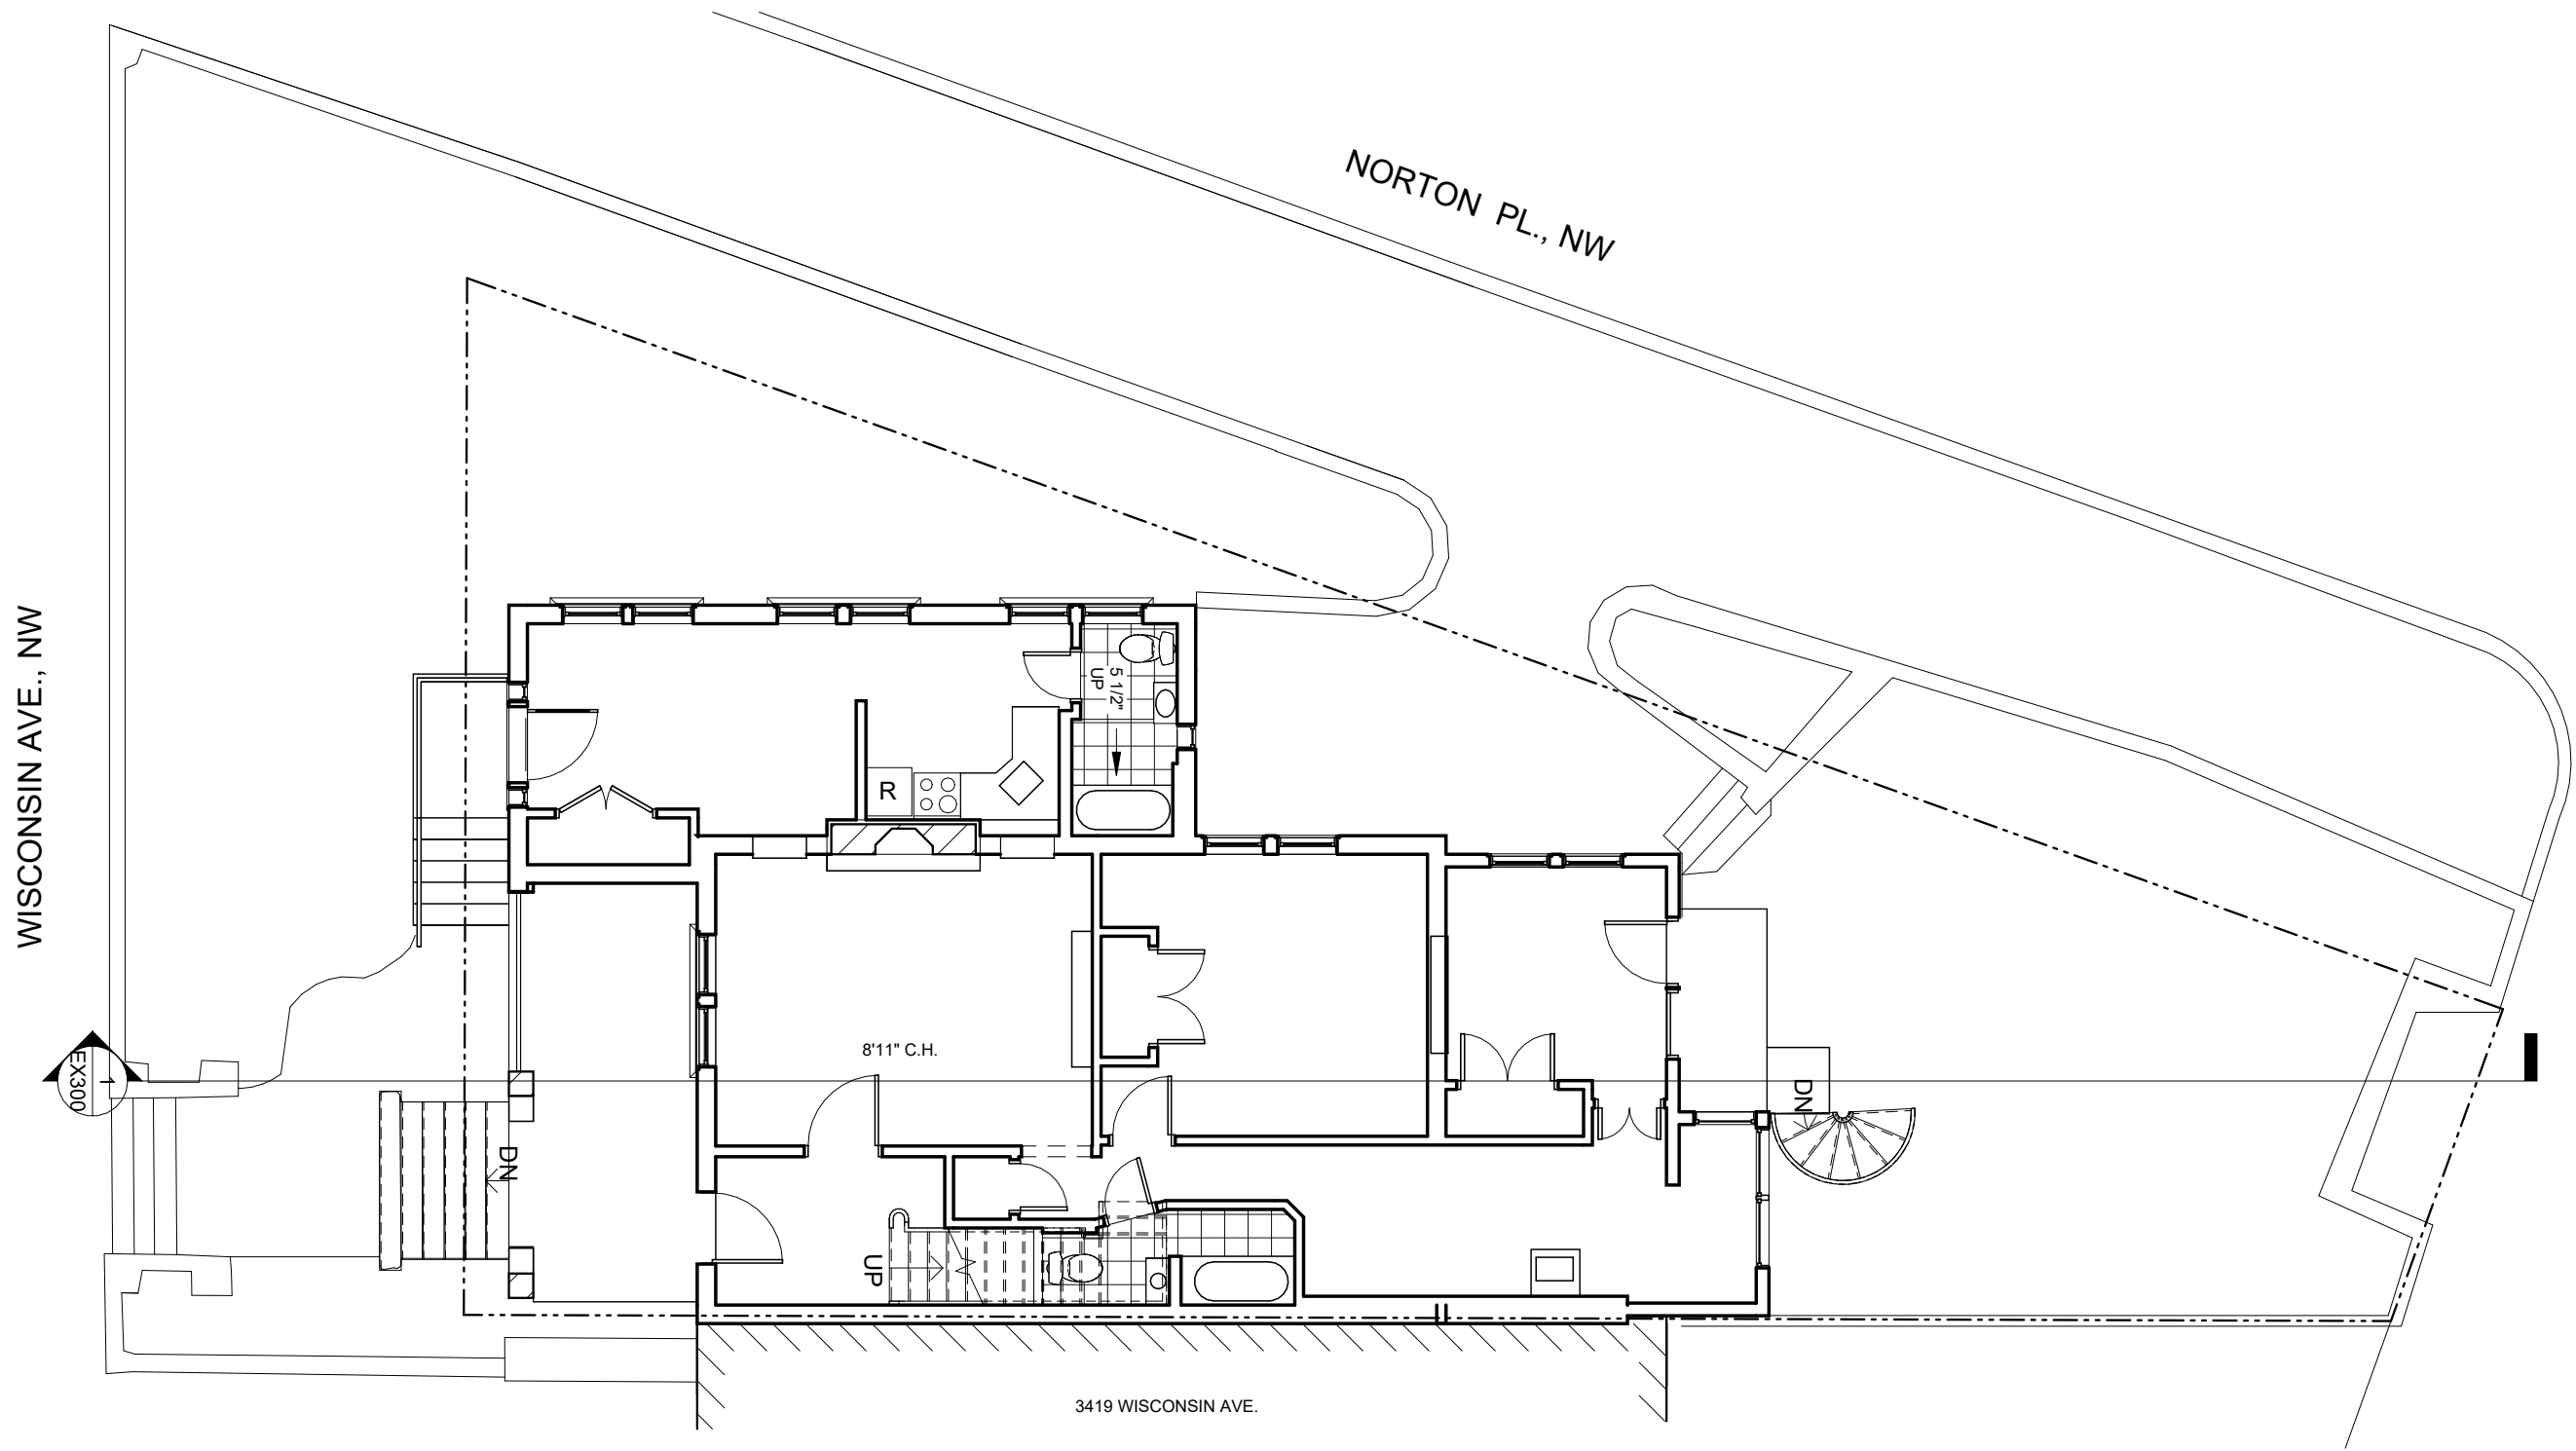 NORTON PL., NW
WISCONSIN AVE., NW
5 1/2"
UP
R
8'11" C.H.
1
EX300
DN
DN
UP
3419 WISCONSIN AVE.